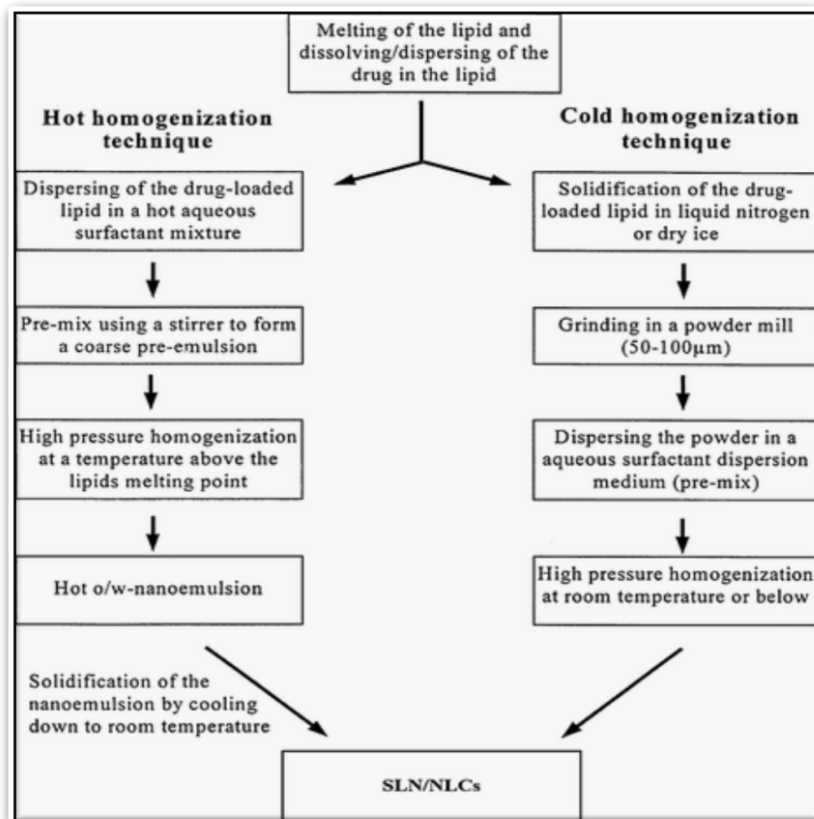 Melting of the lipid and
dissolving/dispersing of the
drug in the lipid
Hot homogenization
technique
Dispersing of the drug-loaded
lipid in a hot aqueous
surfactant mixture
Pre-mix using a stirrer to form
a coarse pre-emulsion
High pressure homogenization
at a temperature above the
lipids melting point
Hot o/w-nanoemulsion
Solidification of the
nanoemulsion by cooling
down to room temperature
Cold homogenization
technique
Solidification of the drug-
loaded lipid in liquid nitrogen
or dry ice
Grinding in a powder mill
(50-100μm)
Dispersing the powder in a
aqueous surfactant dispersion
medium (pre-mix)
High pressure homogenization
at room temperature or below
SLN/NLCs